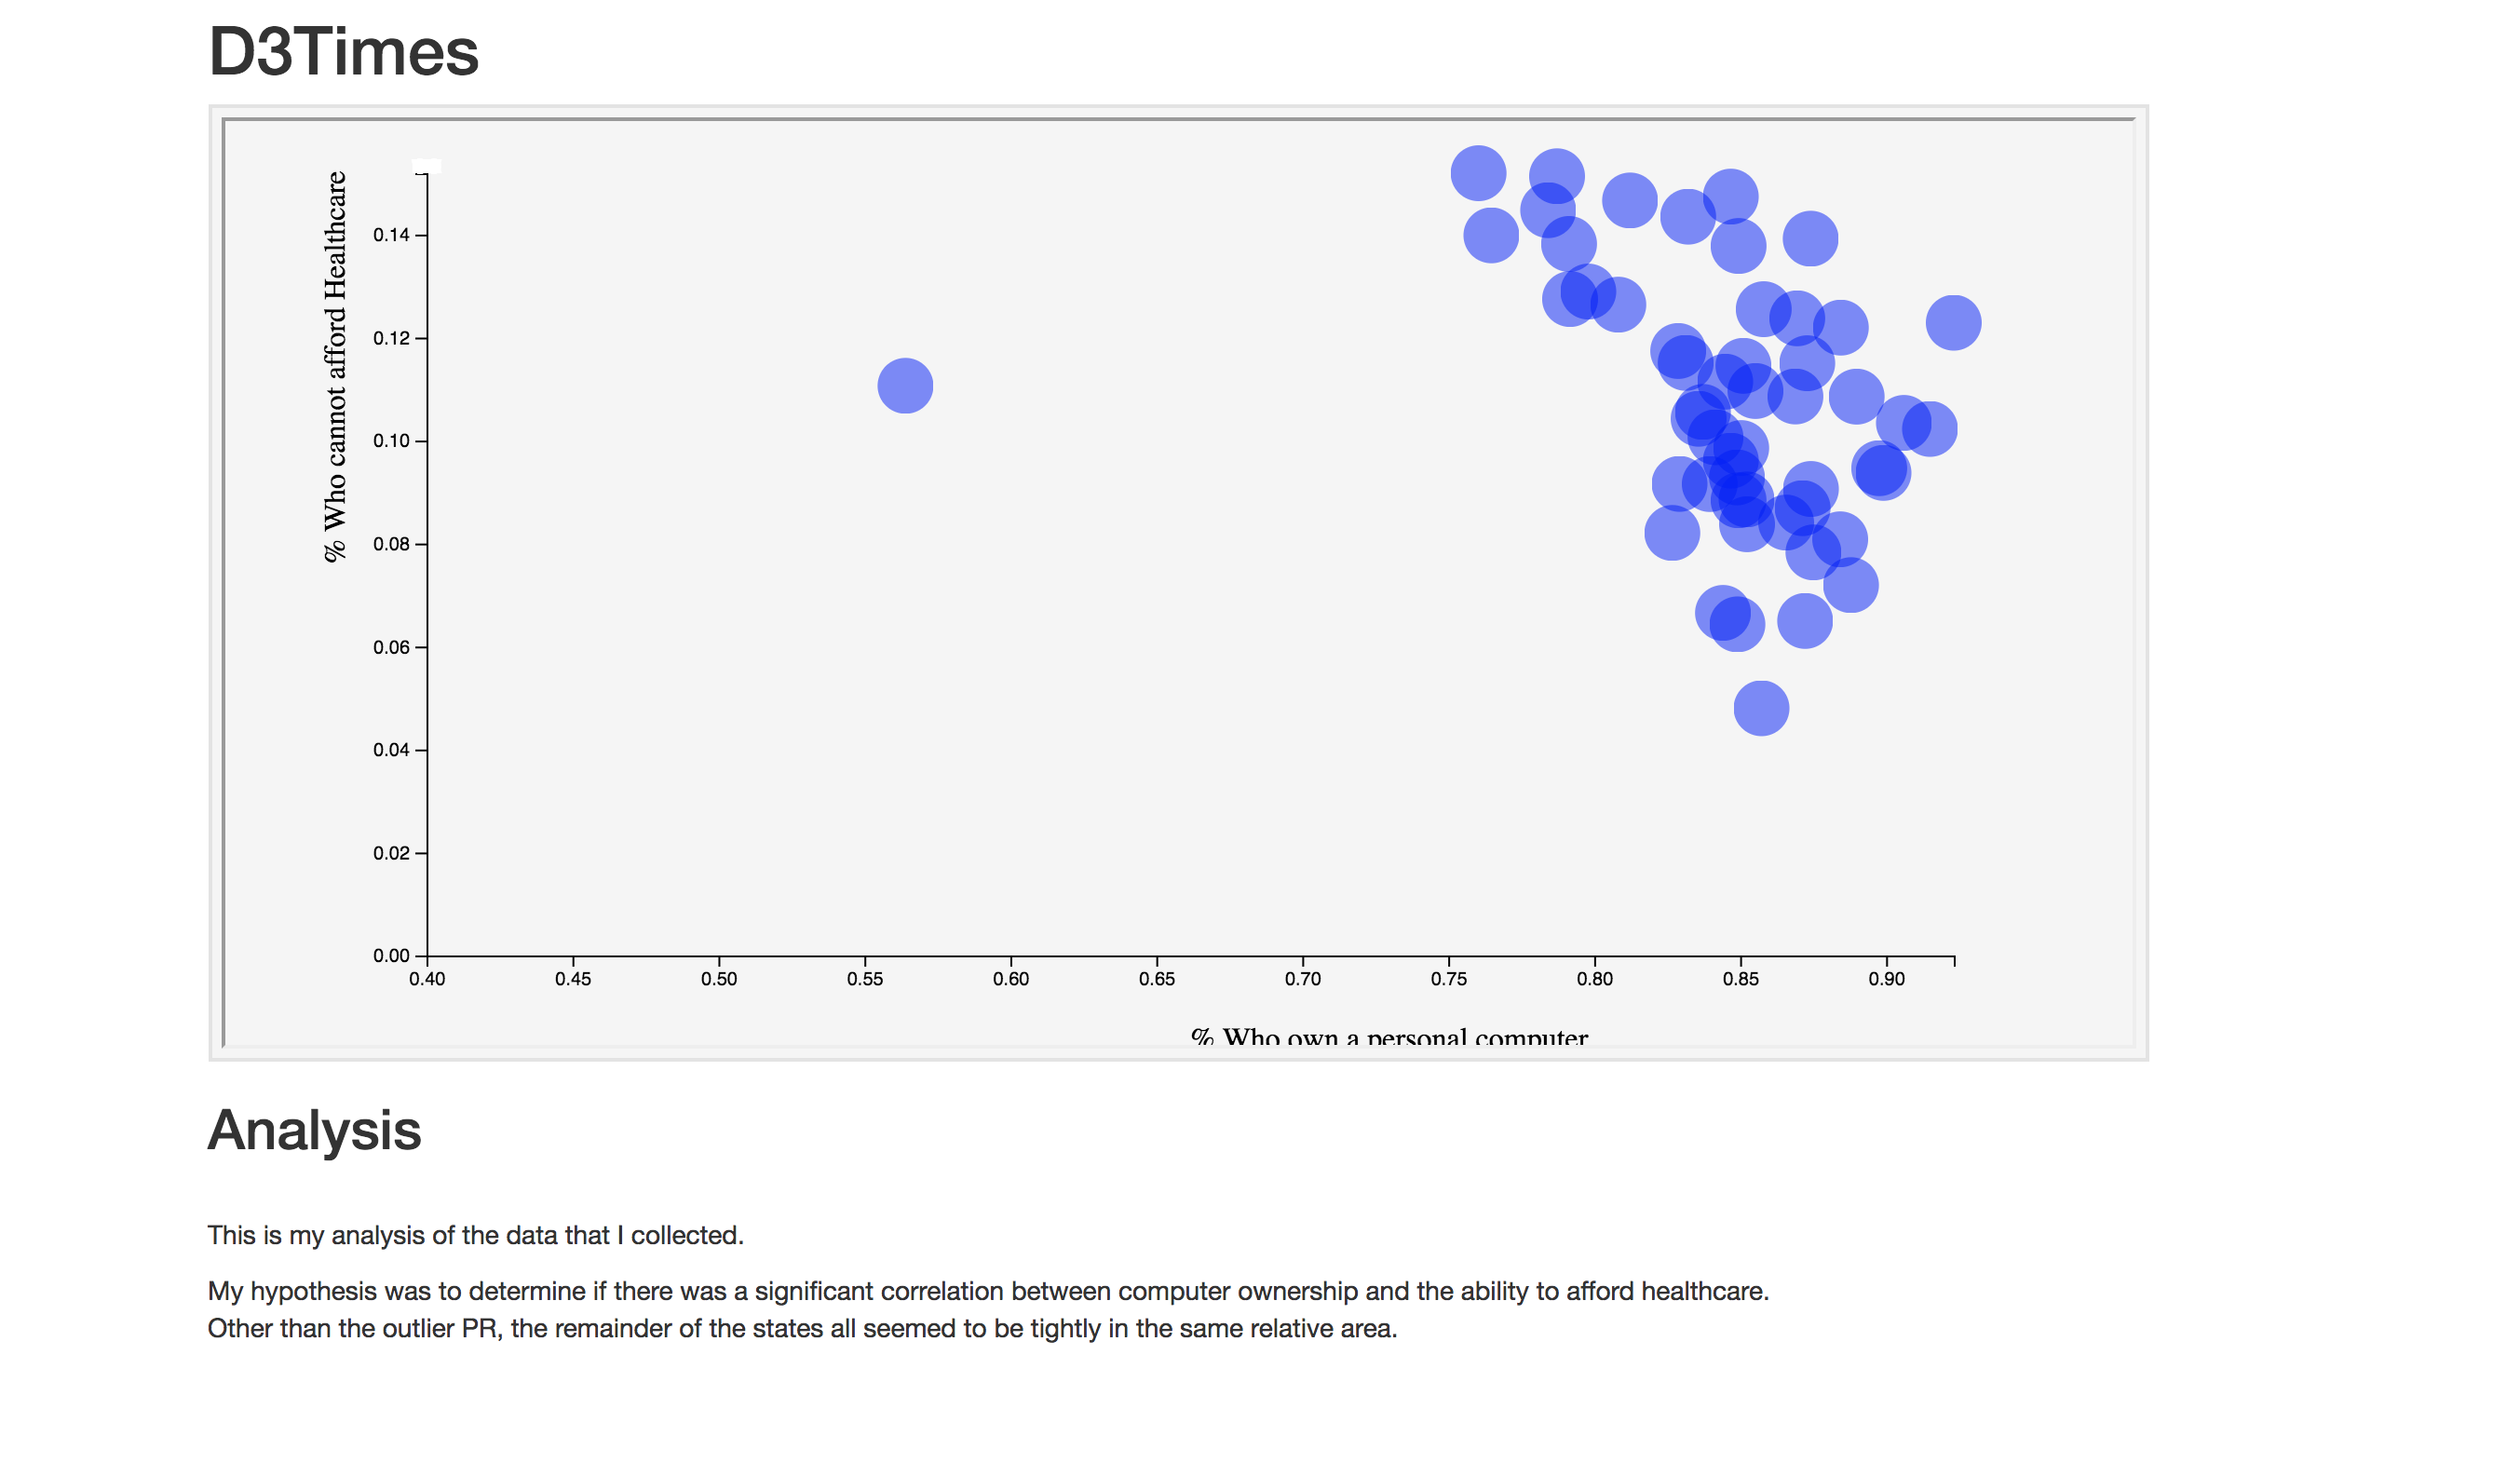 D3Times
% Who cannot afford Healthcare
0.14
0.12
0.10
0.08
0.06
0.04
0.02
0.00
0.40 0.45 0.50 0.55 0.60 0.65 0.70 0.75 0.80 0.85 0.90
% Who own a personal computer
Analysis
This is my analysis of the data that I collected.
My hypothesis was to determine if there was a significant correlation between computer ownership and the ability to afford healthcare.
Other than the outlier PR, the remainder of the states all seemed to be tightly in the same relative area.